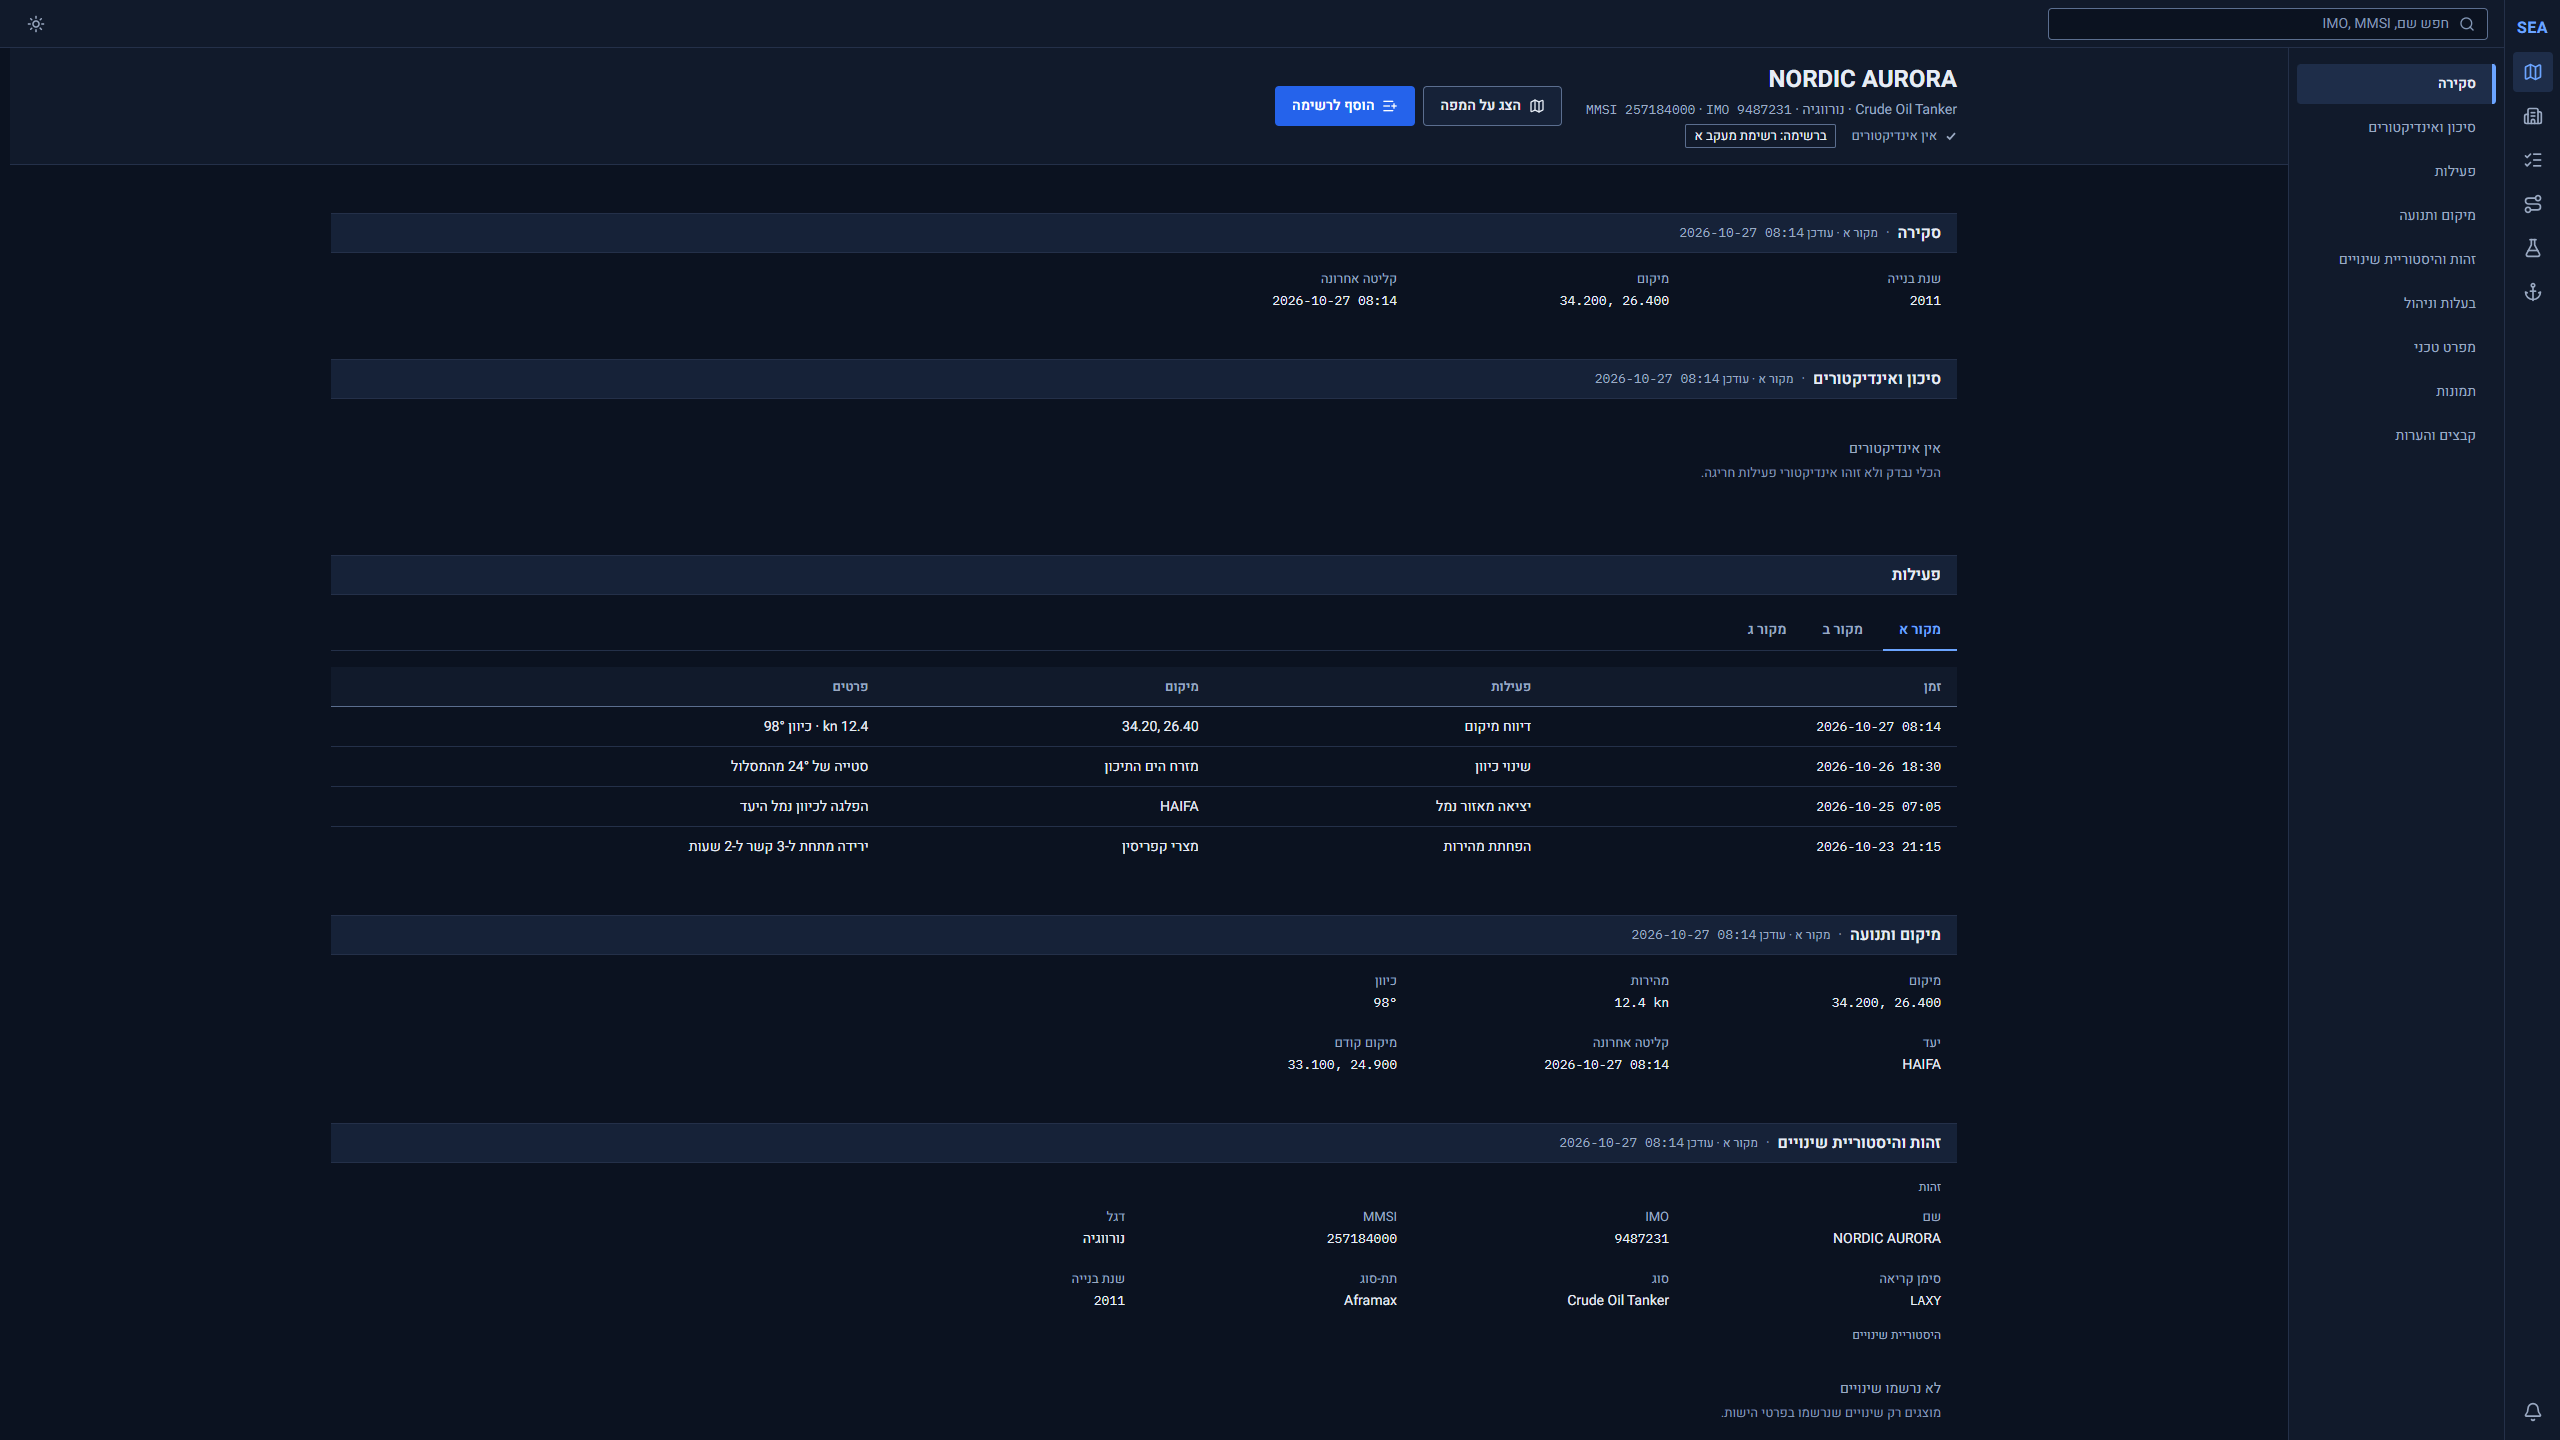 SEA
חפש שם, IMO, MMSI
סקירה
סיכון ואינדיקטורים
פעילות
מיקום ותנועה
זהות והיסטוריית שינויים
בעלות וניהול
מפרט טכני
תמונות
קבצים והערות
NORDIC AURORA
Crude Oil Tanker · נורווגיה · IMO 9487231 · MMSI 257184000
אין אינדיקטורים ברשימה: רשימת מעקב א
הצג על המפה
הוסף לרשימה
סקירה · מקור א · עודכן 2026-10-27 08:14
שנת בנייה מיקום קליטה אחרונה
2011 34.200, 26.400 2026-10-27 08:14
סיכון ואינדיקטורים · מקור א · עודכן 2026-10-27 08:14
אין אינדיקטורים
הכלי נבדק ולא זוהו אינדיקטורי פעילות חריגה.
פעילות
מקור א מקור ב מקור ג
זמן פעילות מיקום פרטים
2026-10-27 08:14 דיווח מיקום 34.20, 26.40 12.4 kn · כיוון 98°
2026-10-26 18:30 שינוי כיוון מזרח הים התיכון סטייה של 24° מהמסלול
2026-10-25 07:05 יציאה מאזור נמל HAIFA הפלגה לכיוון נמל היעד
2026-10-23 21:15 הפחתת מהירות מצרי קפריסין ירידה מתחת ל-3 קשר ל-2 שעות
מיקום ותנועה · מקור א · עודכן 2026-10-27 08:14
מיקום מהירות כיוון
34.200, 26.400 12.4 kn 98°
יעד קליטה אחרונה מיקום קודם
HAIFA 2026-10-27 08:14 33.100, 24.900
זהות והיסטוריית שינויים · מקור א · עודכן 2026-10-27 08:14
זהות
שם IMO MMSI דגל
NORDIC AURORA 9487231 257184000 נורווגיה
סימן קריאה סוג תת-סוג שנת בנייה
LAXY Crude Oil Tanker Aframax 2011
היסטוריית שינויים
לא נרשמו שינויים
מוצגים רק שינויים שנרשמו בפרטי הישות.